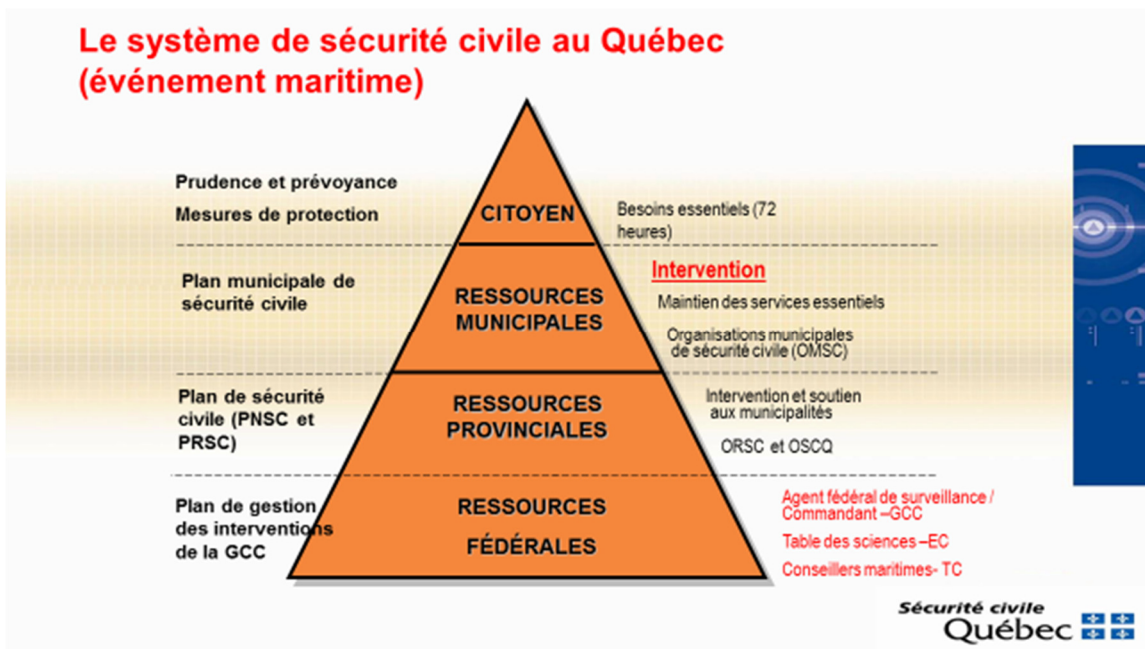 Le système de sécurité civile au Québec
(événement maritime)
Prudence et prévoyance
Mesures de protection
CITOYEN
Besoins essentiels (72
heures)
Plan municipale de
sécurité civile
RESSOURCES
MUNICIPALES
Intervention
Maintien des services essentiels
Organisations municipales
de sécurité civile (OMSC)
Plan de sécurité
civile (PNSC et
PRSC)
RESSOURCES
PROVINCIALES
Intervention et soutien
aux municipalités
ORSC et OSCQ
Plan de gestion
des interventions
de la GCC
RESSOURCES
FÉDÉRALES
Agent fédéral de surveillance /
Commandant –GCC
Table des sciences –EC
Conseillers maritimes- TC
Sécurité civile
Québec